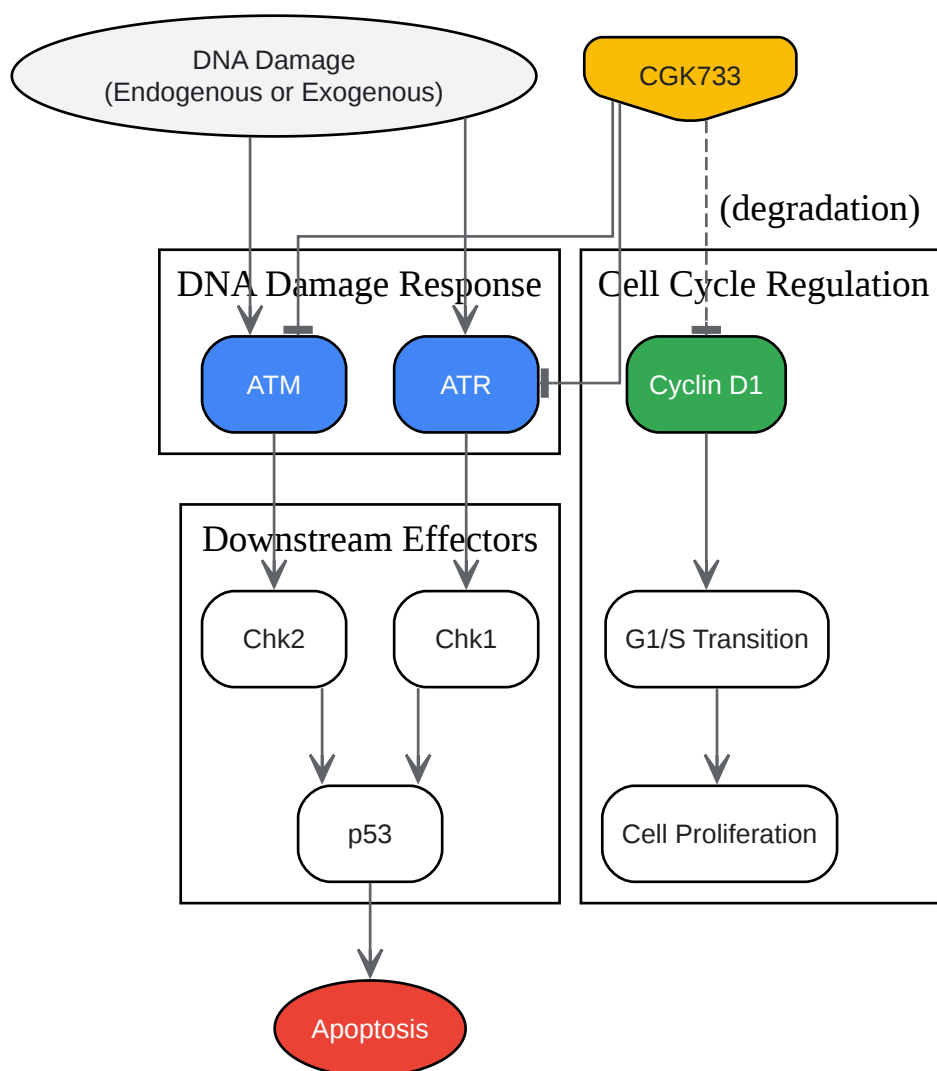 DNA Damage
(Endogenous or Exogenous)
CGK733
(degradation)
DNA Damage Response
Cell Cycle Regulation
ATM
ATR
Cyclin D1
Downstream Effectors
Chk2
Chk1
G1/S Transition
p53
Cell Proliferation
Apoptosis